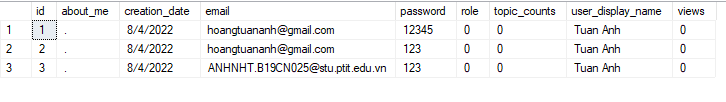 id about_me creation_date email password role topic_counts user_display_name views
1 1 . 8/4/2022 hoangtuananh@gmail.com 12345 0 0 Tuan Anh 0
2 2 . 8/4/2022 hoangtuananh@gmail.com 123 0 0 Tuan Anh 0
3 3 . 8/4/2022 ANHNHT.B19CN025@stu.ptit.edu.vn 123 0 0 Tuan Anh 0